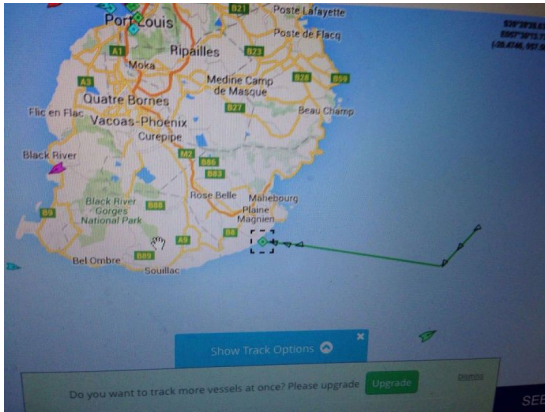 Port Louis
B21
Poste Lafayette
Poste de Flacq
A1
Ripailles
B23
Moka
A3
Medine Camp
de Masque
B28
B59
Quatre Bornes
B27
Beau Champ
Flic en Flac
Vacoas-Phoenix
Curepipe
Black River
M2
B86
B83
Rose Belle
Mahebourg
Black River
Gorges
National Park
B88
Plaine
Magnien
B9
A9
B8
B89
Bel Ombre
Souillac
Show Track Options
Do you want to track more vessels at once? Please upgrade
Upgrade
SEE